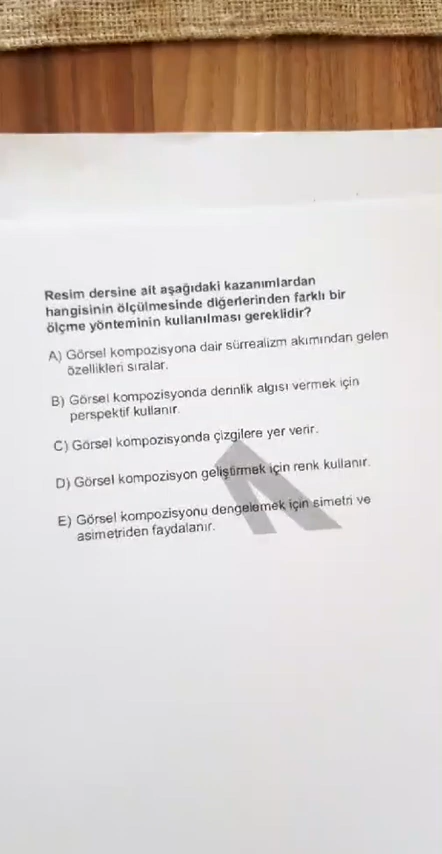 Resim dersine ait aşağıdaki kazanımlardan
hangisinin ölçülmesinde diğerlerinden farklı bir
ölçme yönteminin kullanılması gereklidir?
A) Görsel kompozisyona dair sürrealizm akımından gelen
özellikleri sıralar.
B) Görsel kompozisyonda derinlik algısı vermek için
perspektif kullanır.
C) Görsel kompozisyonda çizgilere yer verir.
D) Görsel kompozisyon geliştirmek için renk kullanır.
E) Görsel kompozisyonu dengelemek için simetri ve
asimetriden faydalanır.